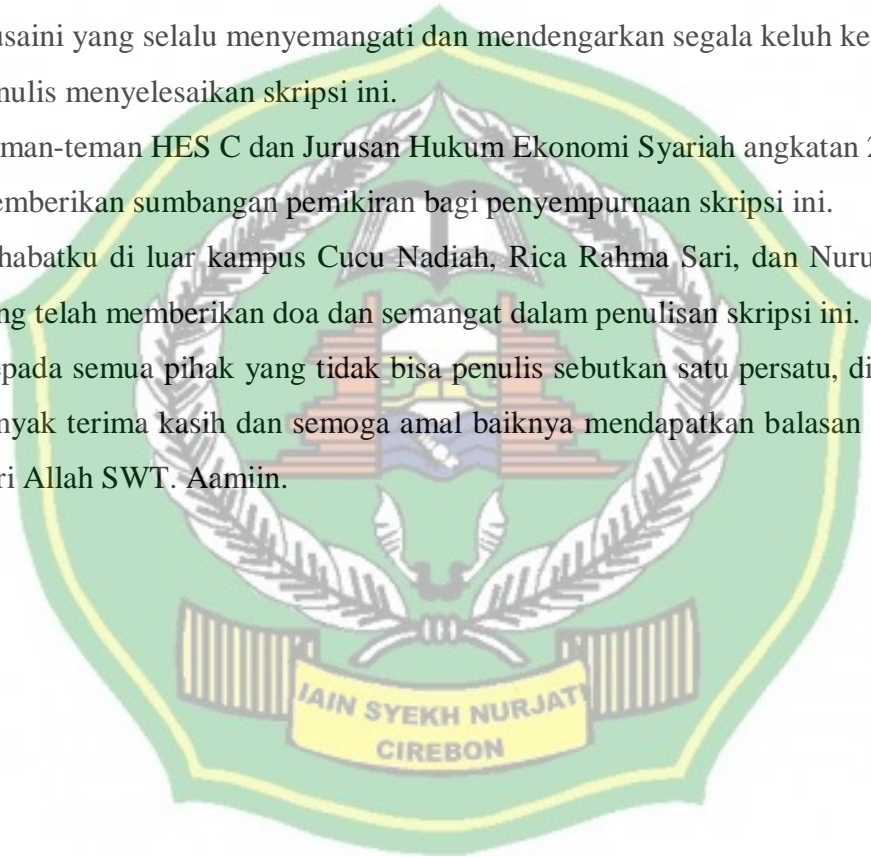 usaini yang selalu menyemangati dan mendengarkan segala keluh ke
nulis menyelesaikan skripsi ini.
man-teman HES C dan Jurusan Hukum Ekonomi Syariah angkatan 2
emberikan sumbangan pemikiran bagi penyempurnaan skripsi ini.
habatku di luar kampus Cucu Nadiah, Rica Rahma Sari, dan Nuru
ng telah memberikan doa dan semangat dalam penulisan skripsi ini.
epada semua pihak yang tidak bisa penulis sebutkan satu persatu, di
nyak terima kasih dan semoga amal baiknya mendapatkan balasan
ri Allah SWT. Aamiin.
IAIN SYEKH NURJATI
CIREBON